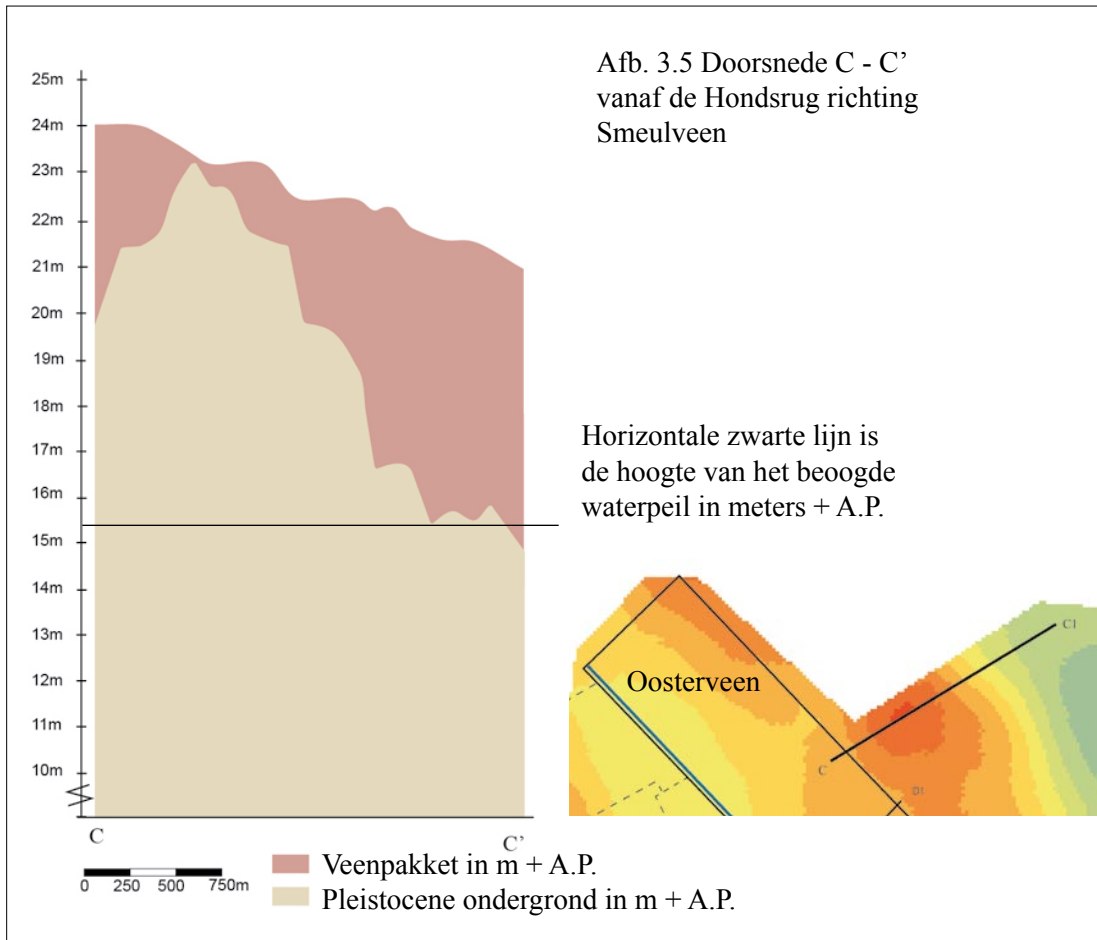 Afb. 3.5 Doorsnede C - C’
vanaf de Hondsrug richting
Smeulveen
25m
24m
23m
22m
21m
20m
19m
18m
17m
16m
15m
14m
13m
12m
11m
10m
Horizontale zwarte lijn is
de hoogte van het beoogde
waterpeil in meters + A.P.
C1
Oosterveen
C
D1
C
C’
0 250 500 750m
Veenpakket in m + A.P.
Pleistocene ondergrond in m + A.P.